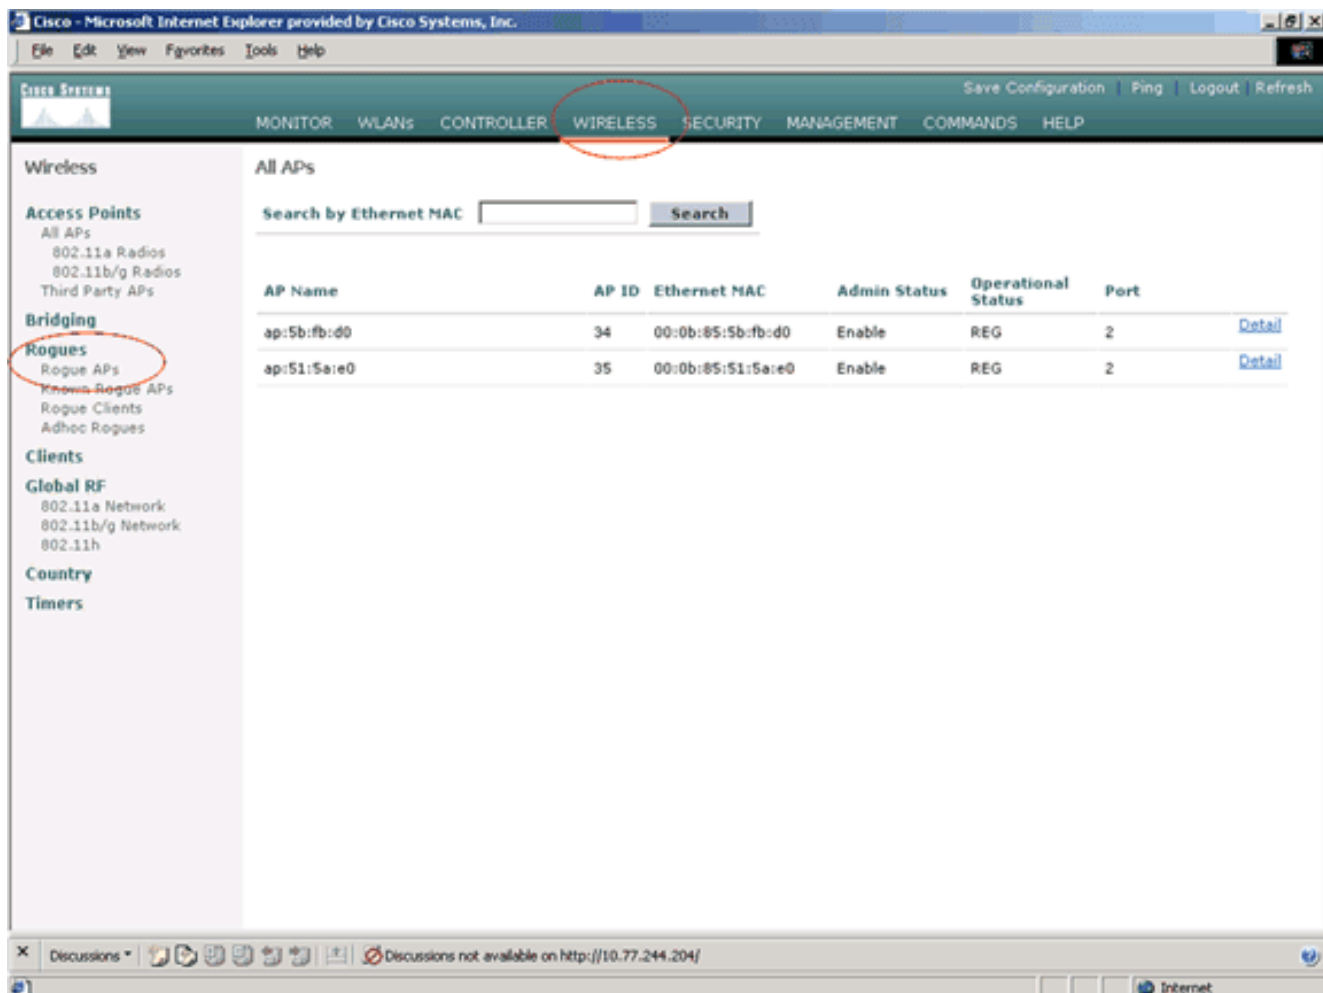 Cisco - Microsoft Internet Explorer provided by Cisco Systems, Inc.
File Edit View Favorites Tools Help
Cisco Systems
Save Configuration | Ping | Logout | Refresh
MONITOR WLANs CONTROLLER WIRELESS SECURITY MANAGEMENT COMMANDS HELP
Wireless
Access Points
All APs
802.11a Radios
802.11b/g Radios
Third Party APs
Bridging
Rogues
Rogue APs
Known Rogue APs
Rogue Clients
Adhoc Rogues
Clients
Global RF
802.11a Network
802.11b/g Network
802.11h
Country
Timers
All APs
Search by Ethernet MAC Search
AP Name AP ID Ethernet MAC Admin Status Operational Status Port
ap:5b:fb:d0 34 00:0b:85:5b:fb:d0 Enable REG 2 Detail
ap:51:5a:e0 35 00:0b:85:51:5a:e0 Enable REG 2 Detail
Discussions Discussions not available on http://10.77.244.204/
Internet